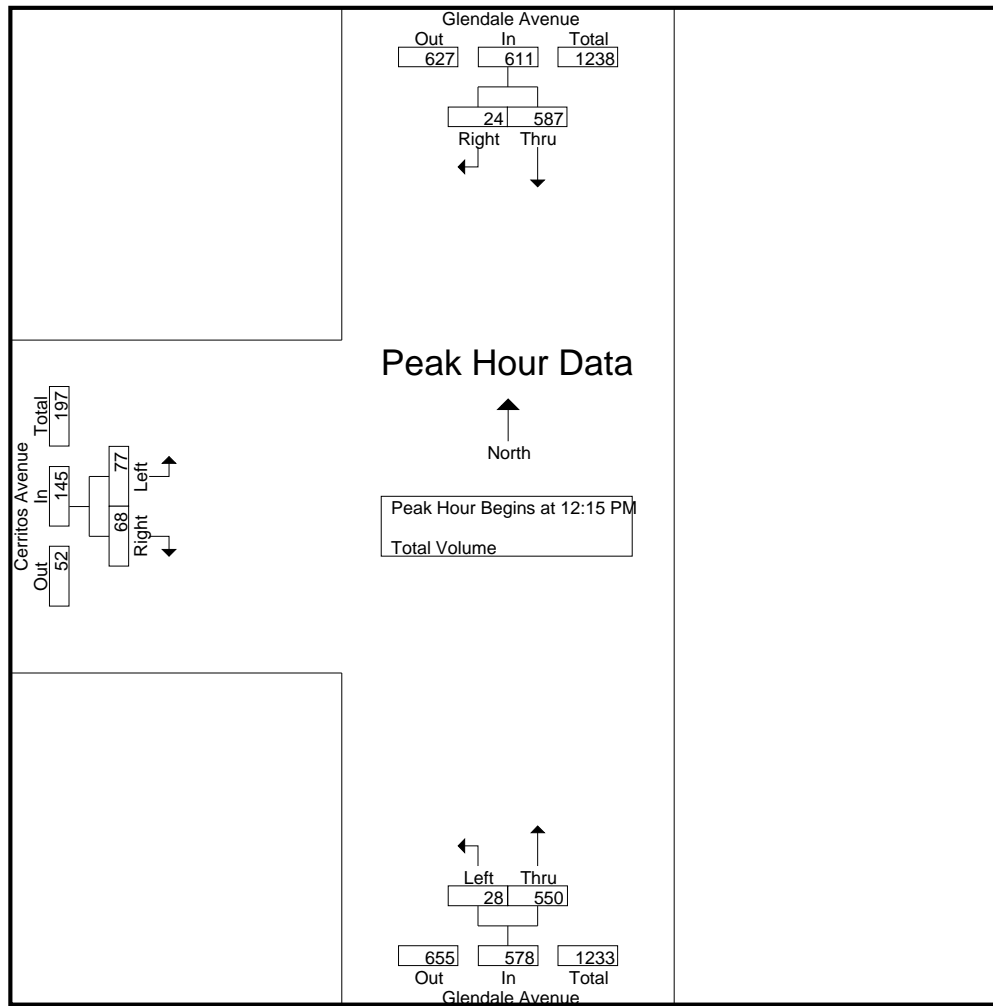 Glendale Avenue
Out In Total
627 611 1238
24 587
Right Thru
Peak Hour Data
North
Peak Hour Begins at 12:15 PM
Total Volume
Cerritos Avenue
Out In Total
52 145 197
68 77
Right Left
Left Thru
28 550
655 578 1233
Out In Total
Glendale Avenue